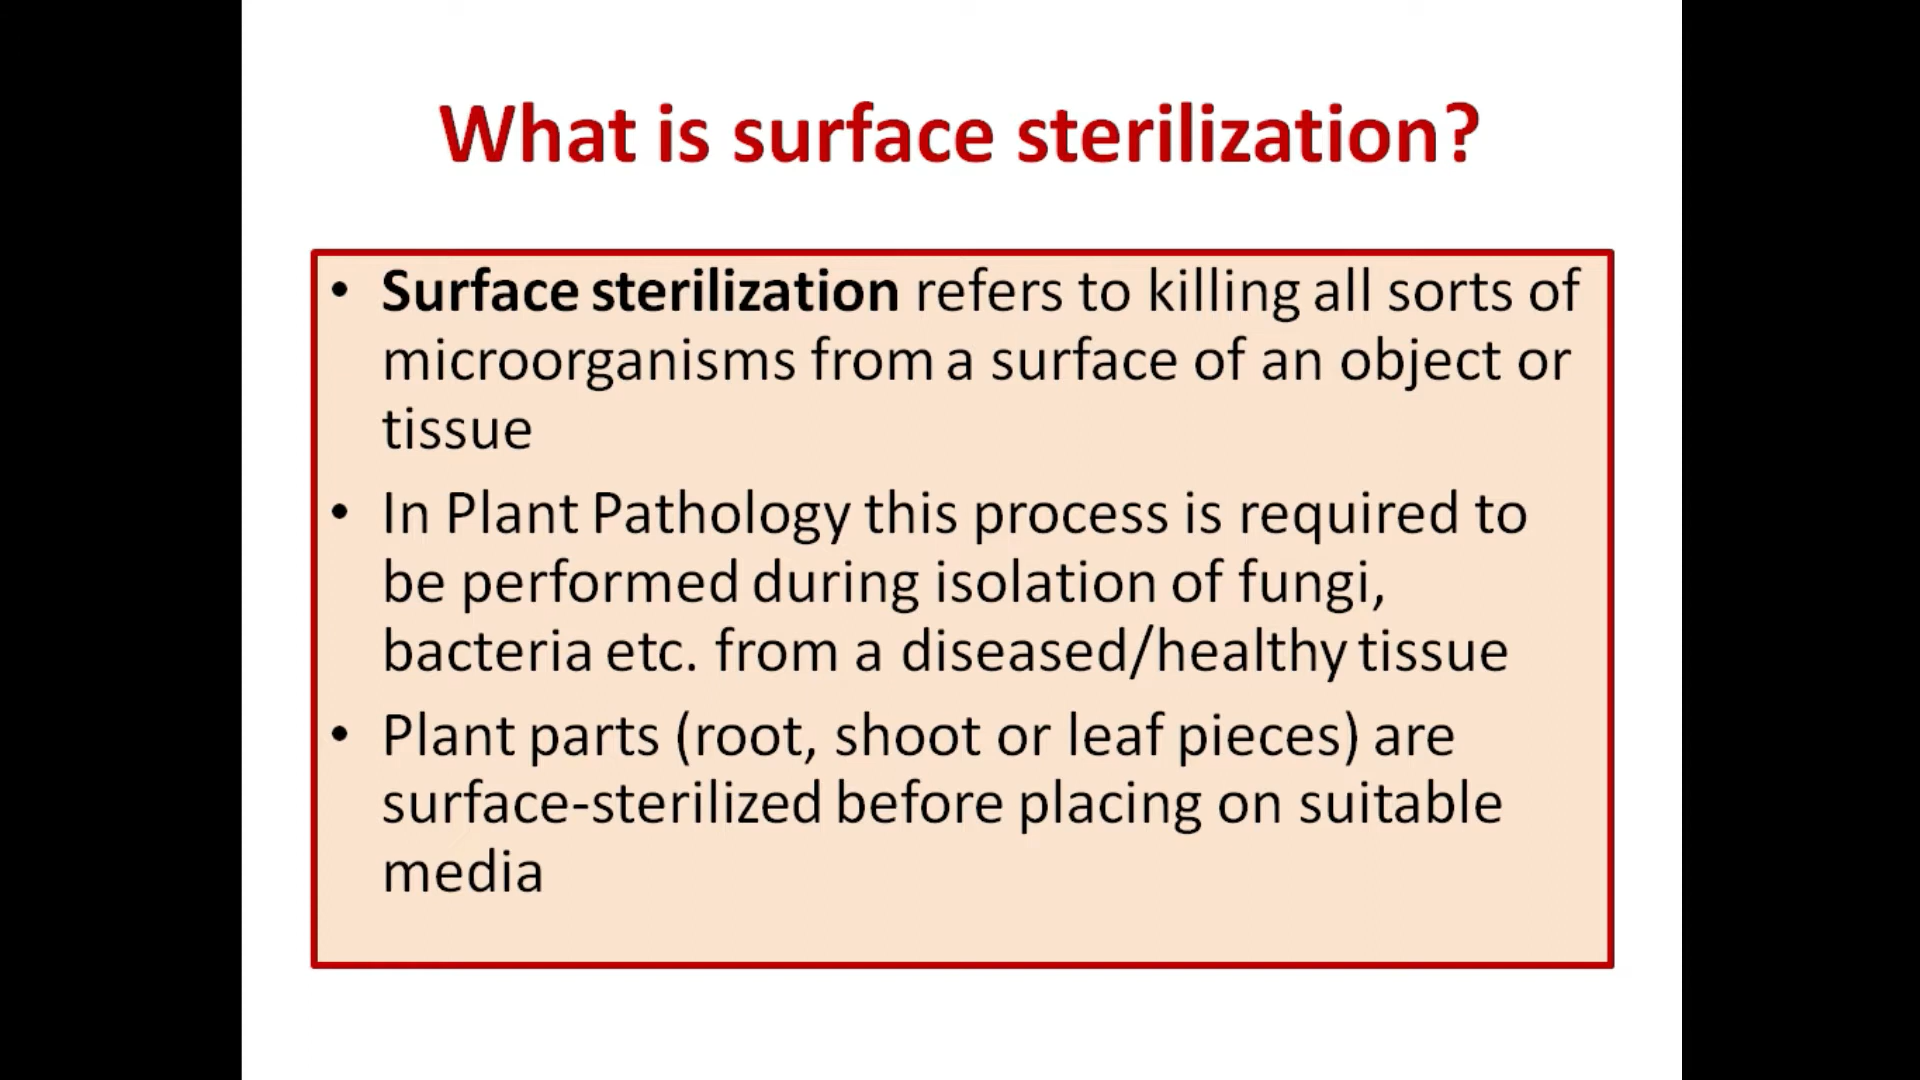 What is surface sterilization?
• Surface sterilization refers to killing all sorts of
microorganisms from a surface of an object or
tissue
• In Plant Pathology this process is required to
be performed during isolation of fungi,
bacteria etc. from a diseased/healthy tissue
• Plant parts (root, shoot or leaf pieces) are
surface-sterilized before placing on suitable
media